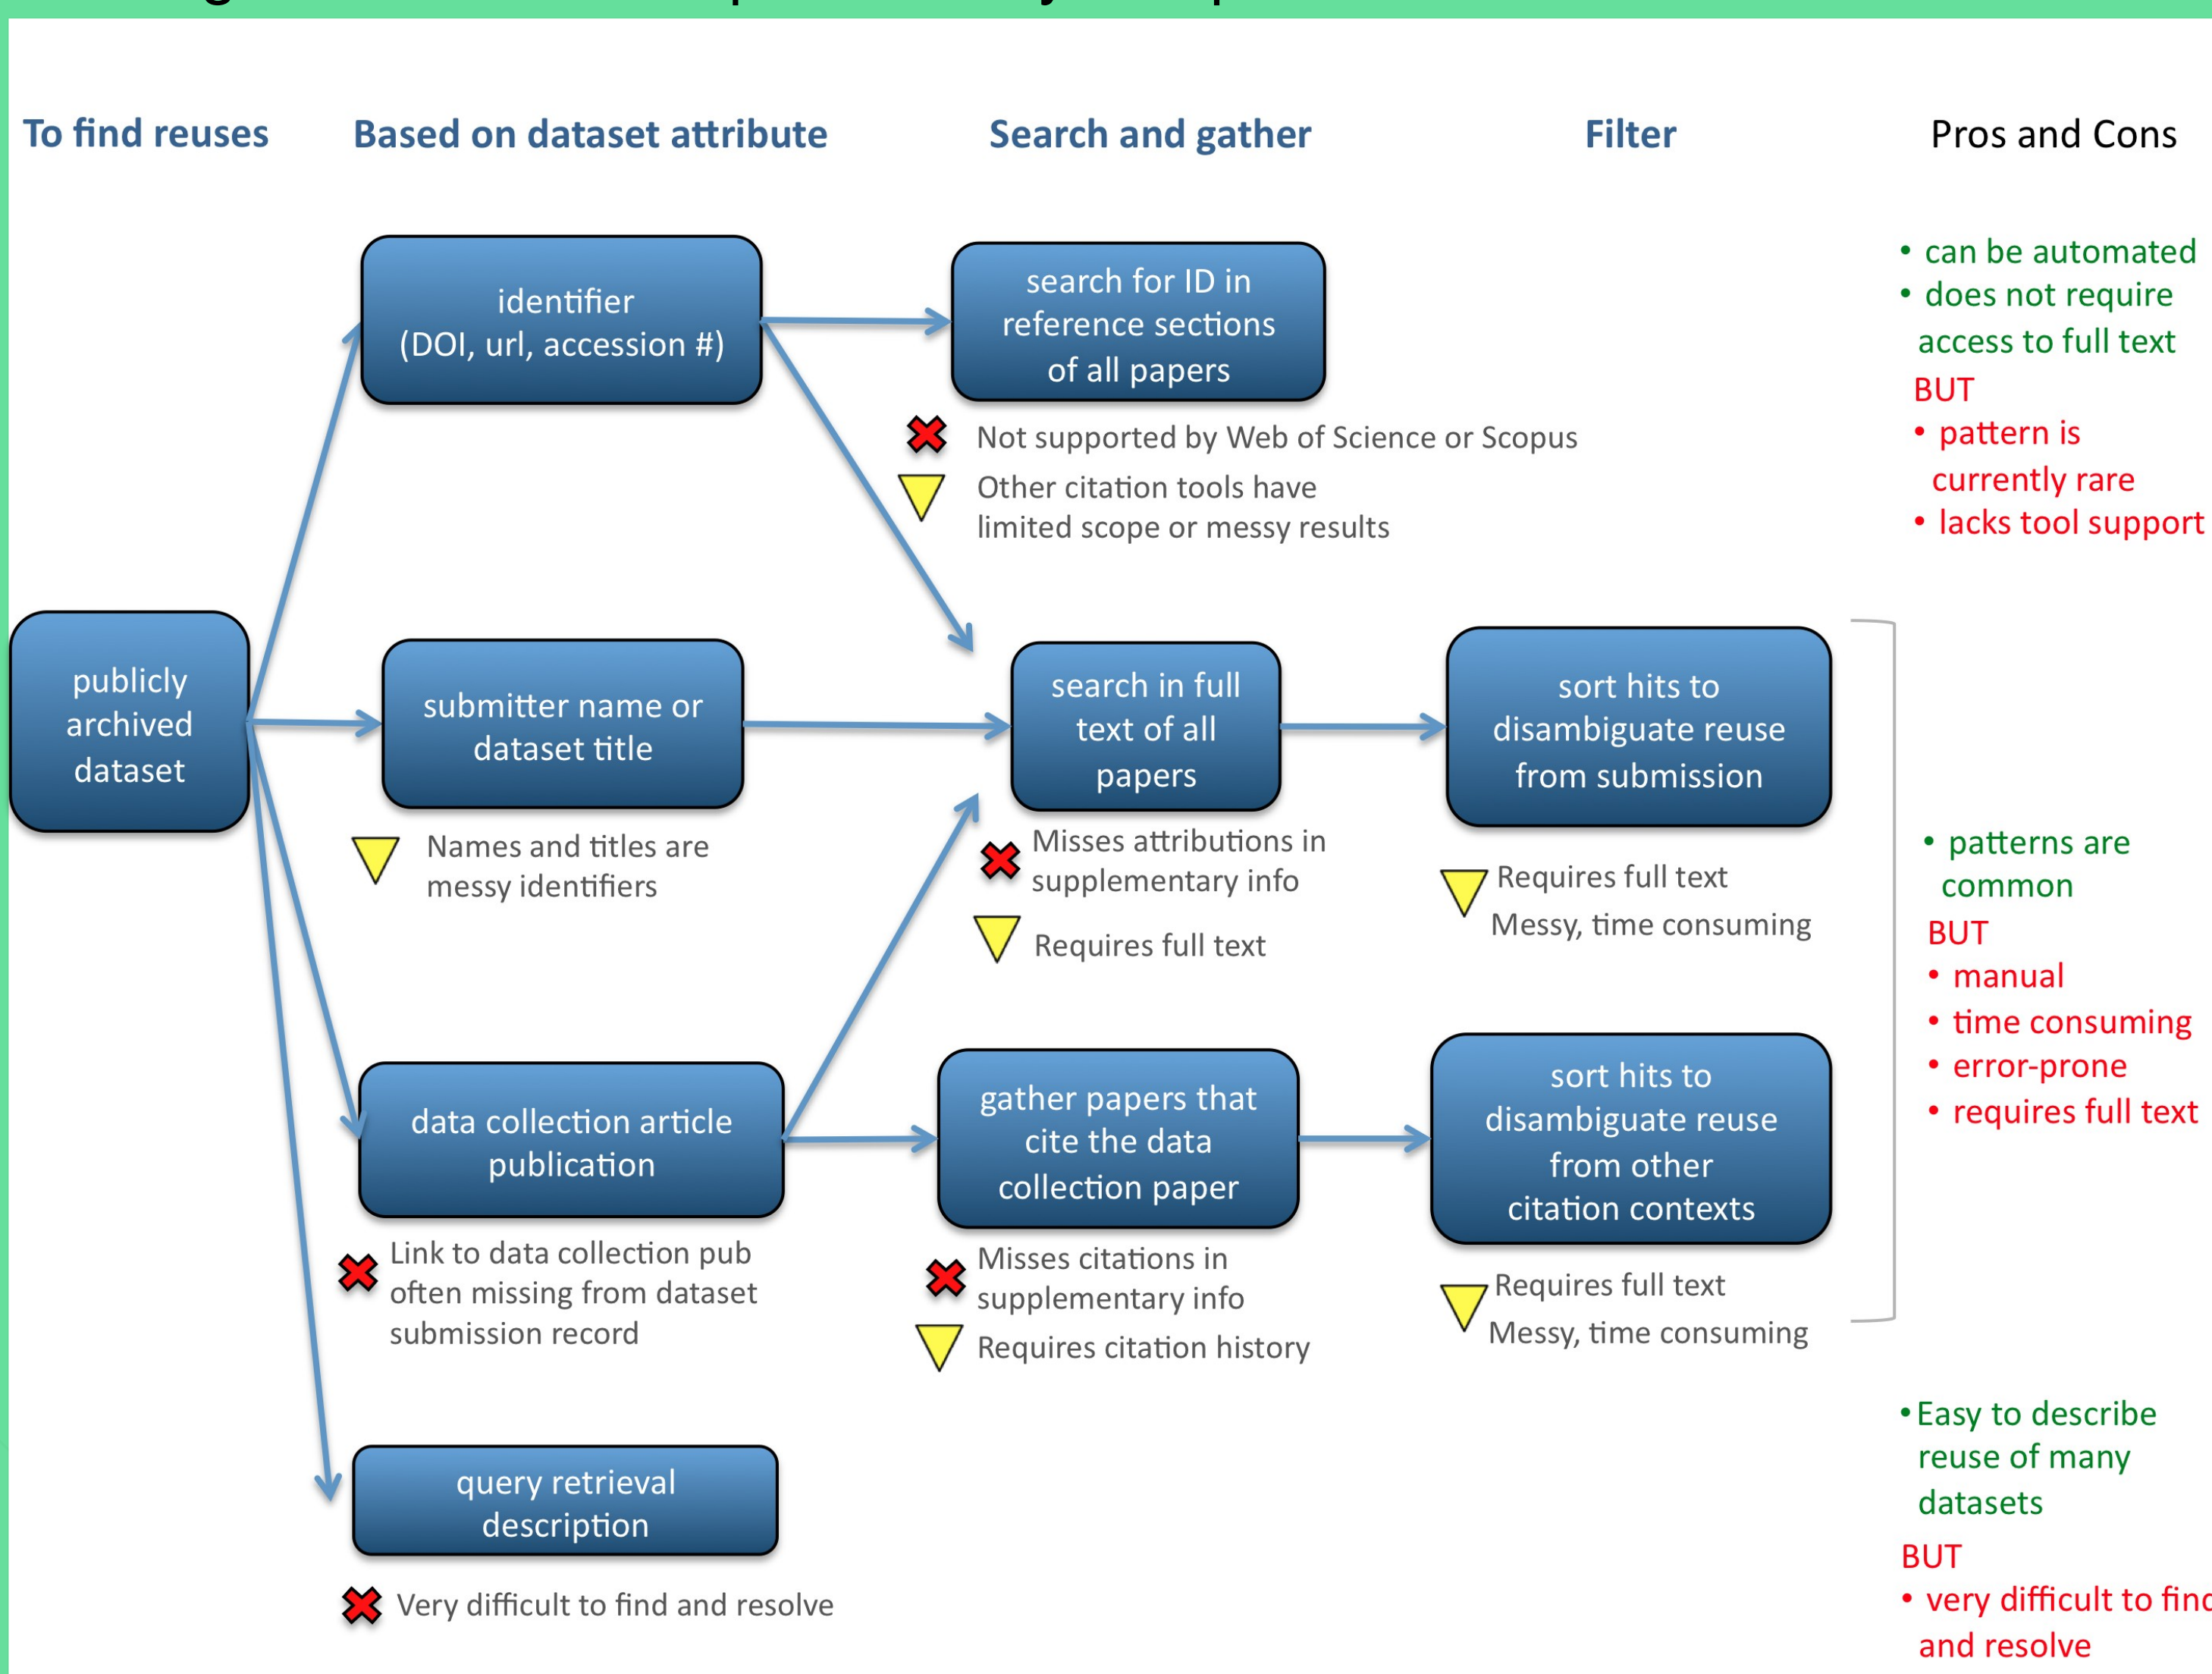 To find reuses
Based on dataset attribute
Search and gather
Filter
Pros and Cons
publicly
archived
dataset
identifier
(DOI, url, accession #)
search for ID in
reference sections
of all papers
Not supported by Web of Science or Scopus
Other citation tools have
limited scope or messy results
• can be automated
• does not require
access to full text
BUT
• pattern is
currently rare
• lacks tool support
submitter name or
dataset title
Names and titles are
messy identifiers
search in full
text of all
papers
Misses attributions in
supplementary info
Requires full text
sort hits to
disambiguate reuse
from submission
Requires full text
Messy, time consuming
data collection article
publication
Link to data collection pub
often missing from dataset
submission record
gather papers that
cite the data
collection paper
Misses citations in
supplementary info
Requires citation history
sort hits to
disambiguate reuse
from other
citation contexts
Requires full text
Messy, time consuming
• patterns are
common
BUT
• manual
• time consuming
• error-prone
• requires full text
query retrieval
description
Very difficult to find and resolve
• Easy to describe
reuse of many
datasets
BUT
• very difficult to find
and resolve